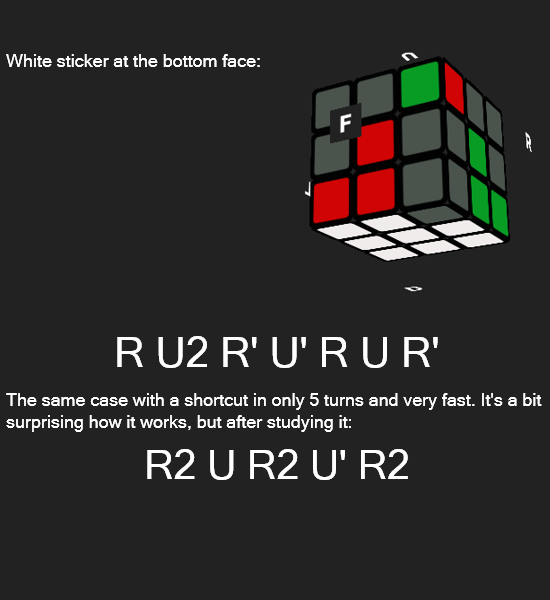 White sticker at the bottom face:
U
F
R
L
D
R U2 R' U' R U R'
The same case with a shortcut in only 5 turns and very fast. It's a bit
surprising how it works, but after studying it:
R2 U R2 U' R2